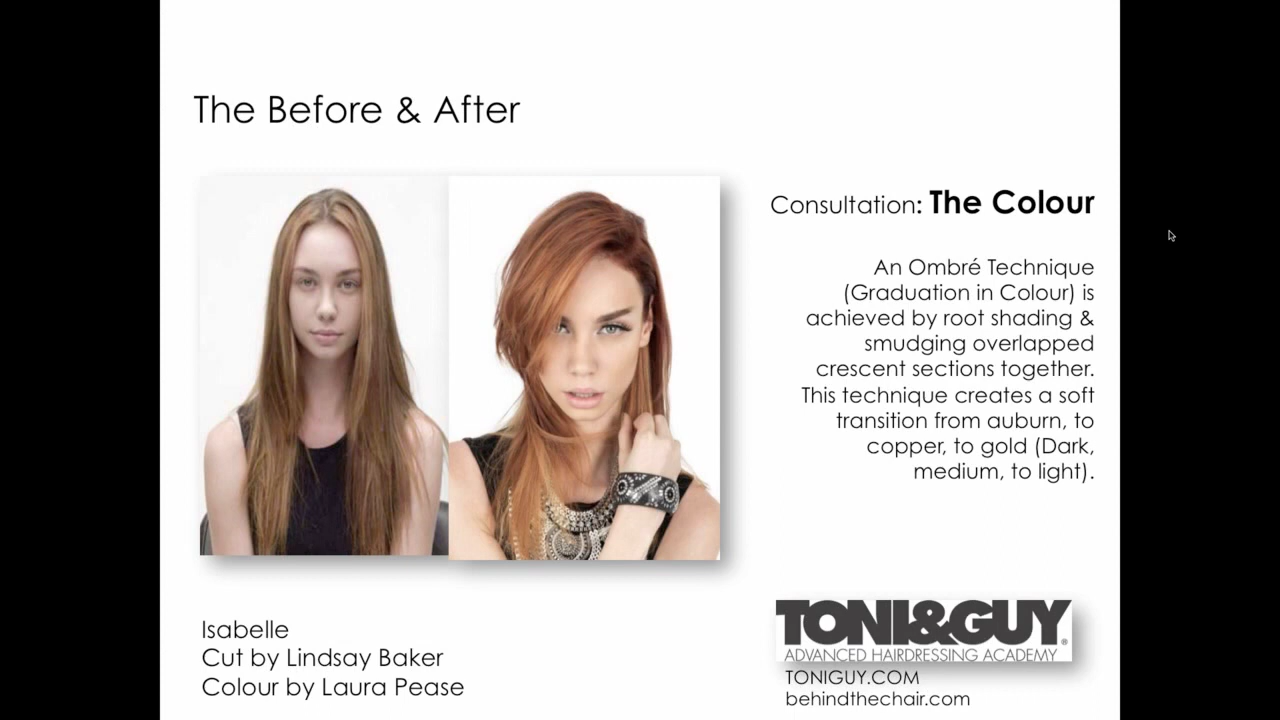 The Before & After
Consultation: The Colour
An Ombré Technique
(Graduation in Colour) is
achieved by root shading &
smudging overlapped
crescent sections together.
This technique creates a soft
transition from auburn, to
copper, to gold (Dark,
medium, to light).
Isabelle
Cut by Lindsay Baker
Colour by Laura Pease
TONI&GUY®
ADVANCED HAIRDRESSING ACADEMY
TONIGUY.COM
behindthechair.com